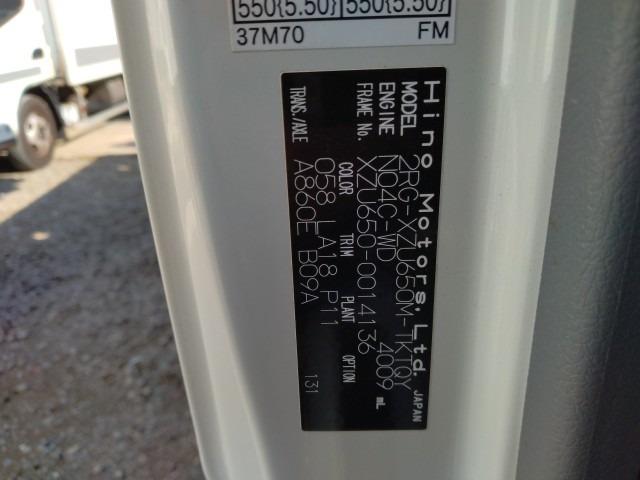 550{5.50} 550{5.50}
37M70 FM
Hino Motors, Ltd. JAPAN
MODEL 2RG-XZU650M-TKTQY
ENGINE N04C-WD 4009 mL
FRAME No. XZU650-0014136
COLOR TRIM PLANT OPTION
058 LA18 P11
TRANS./AXLE A860E B09A
131